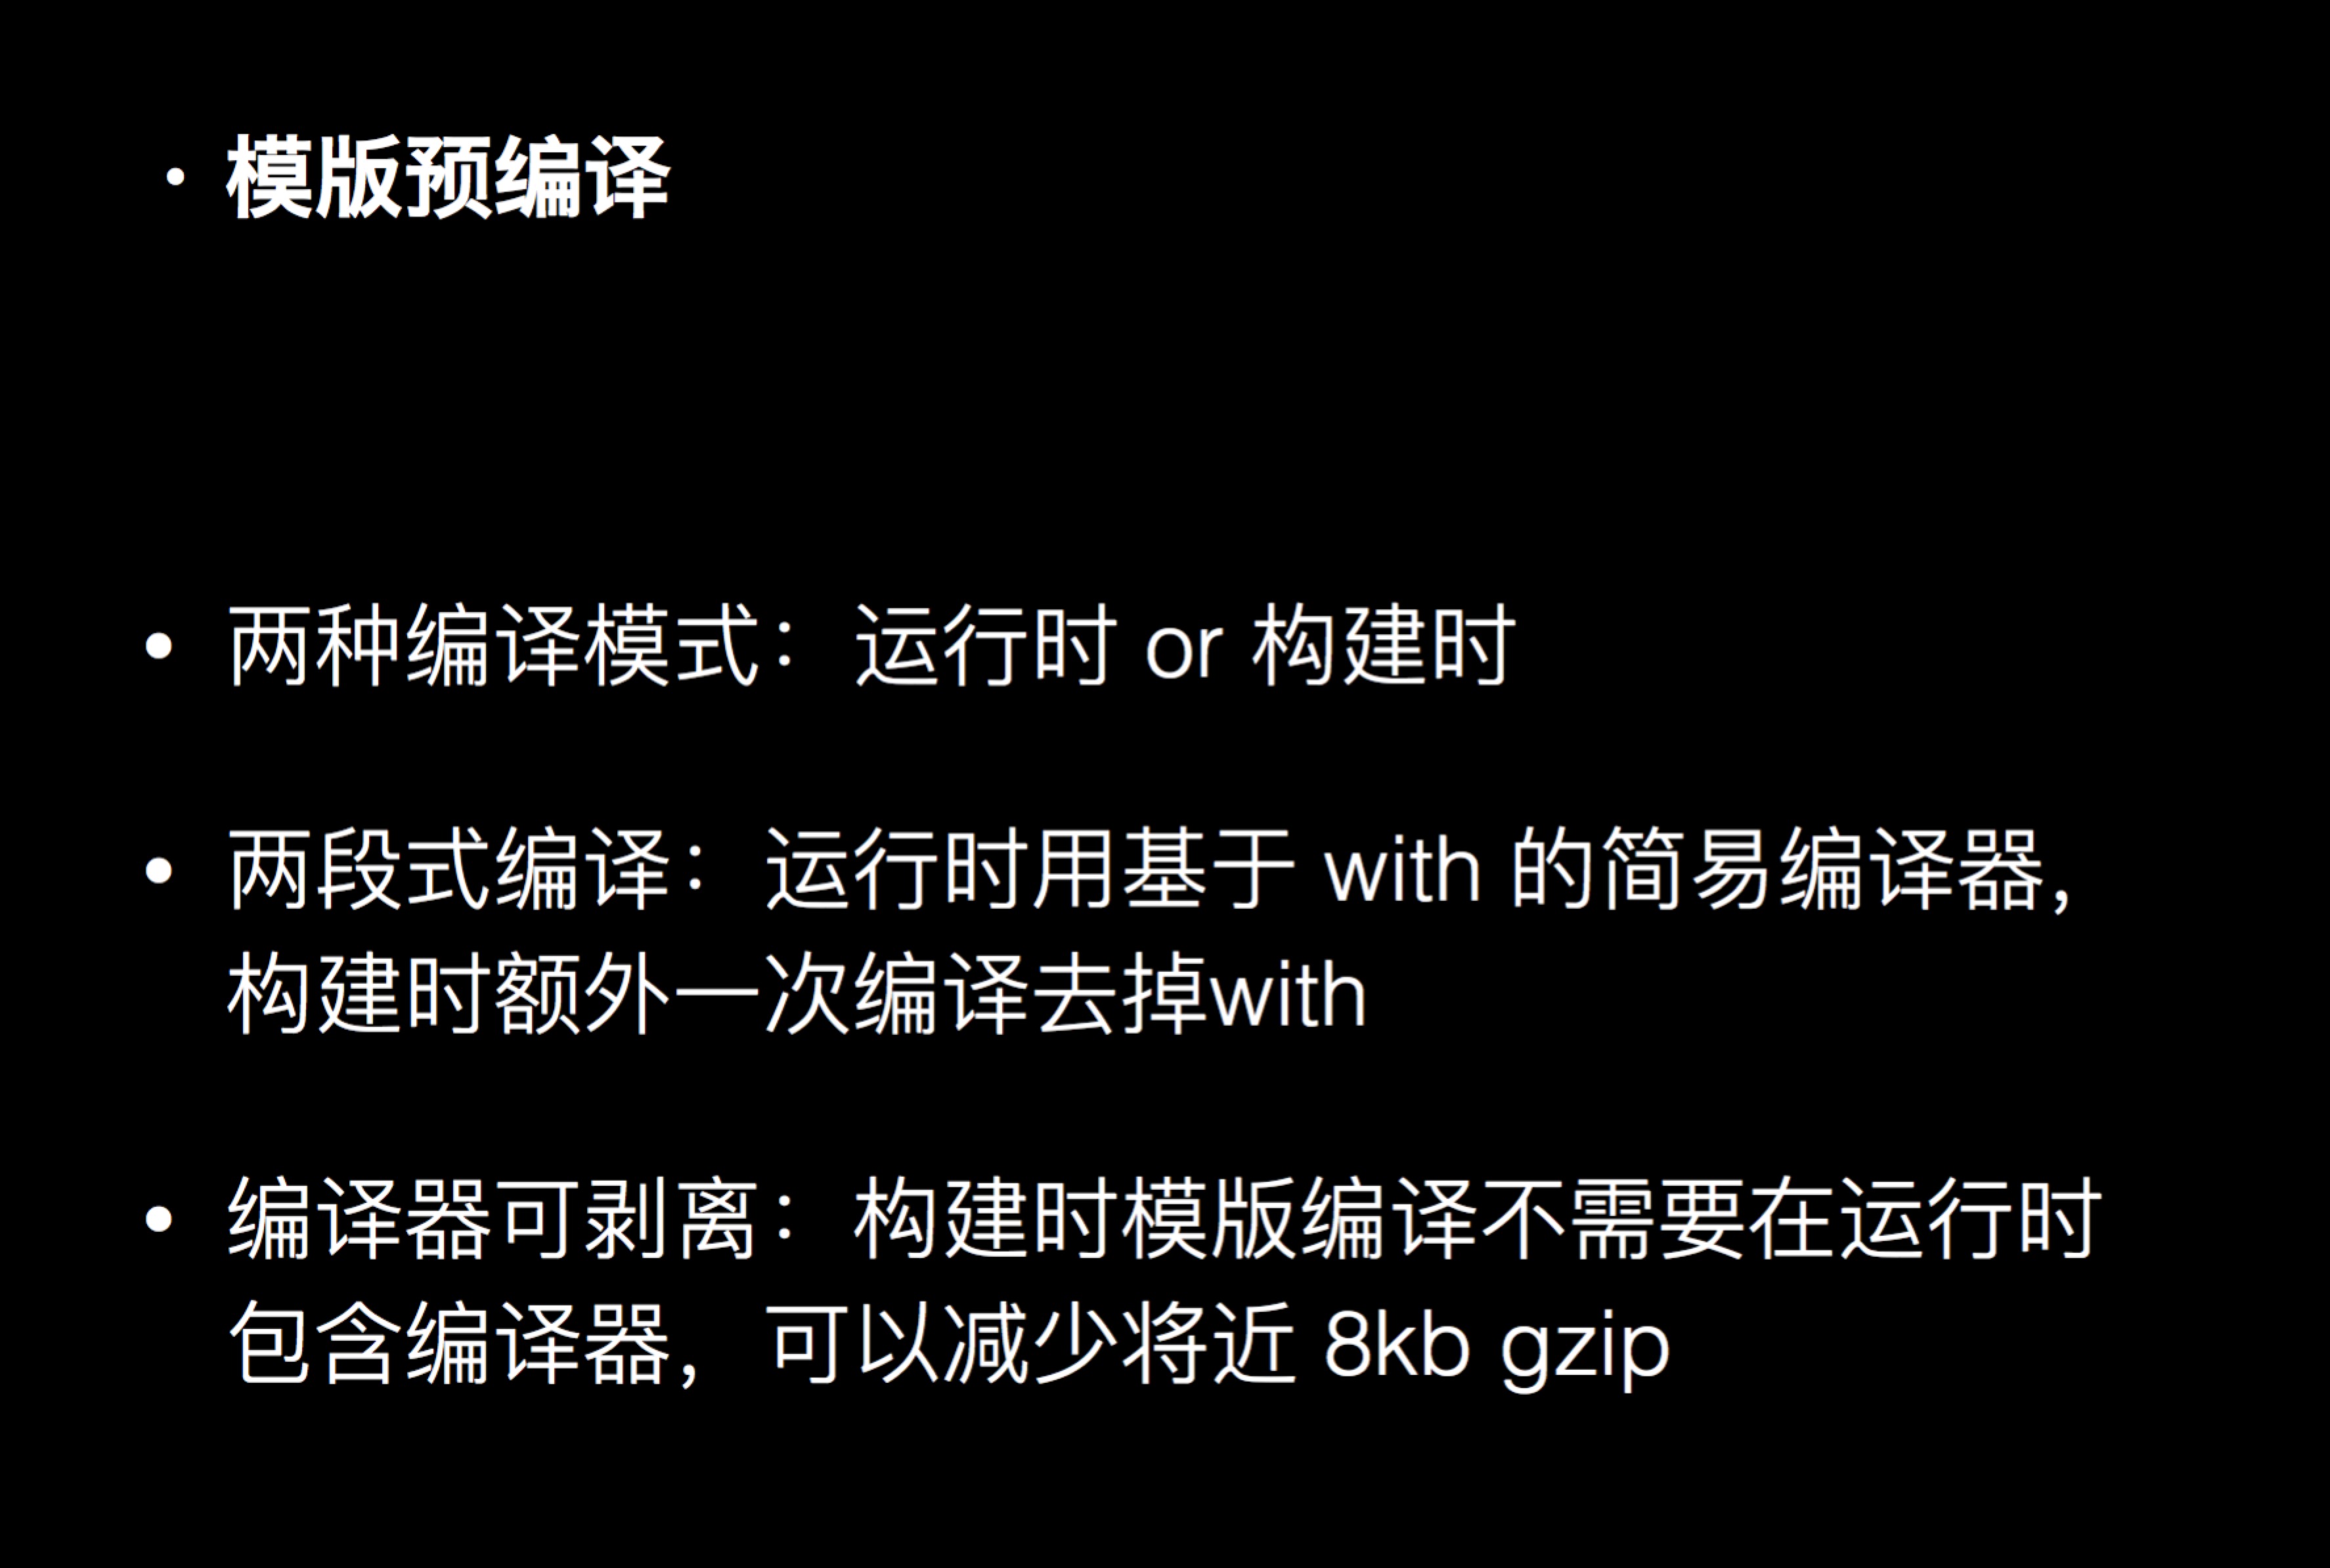 • 模版预编译
• 两种编译模式： 运行时 or 构建时
• 两段式编译：运行时用基于 with 的简易编译器，
构建时额外一次编译去掉with
• 编译器可剥离： 构建时模版编译不需要在运行时
包含编译器，可以减少将近 8kb gzip